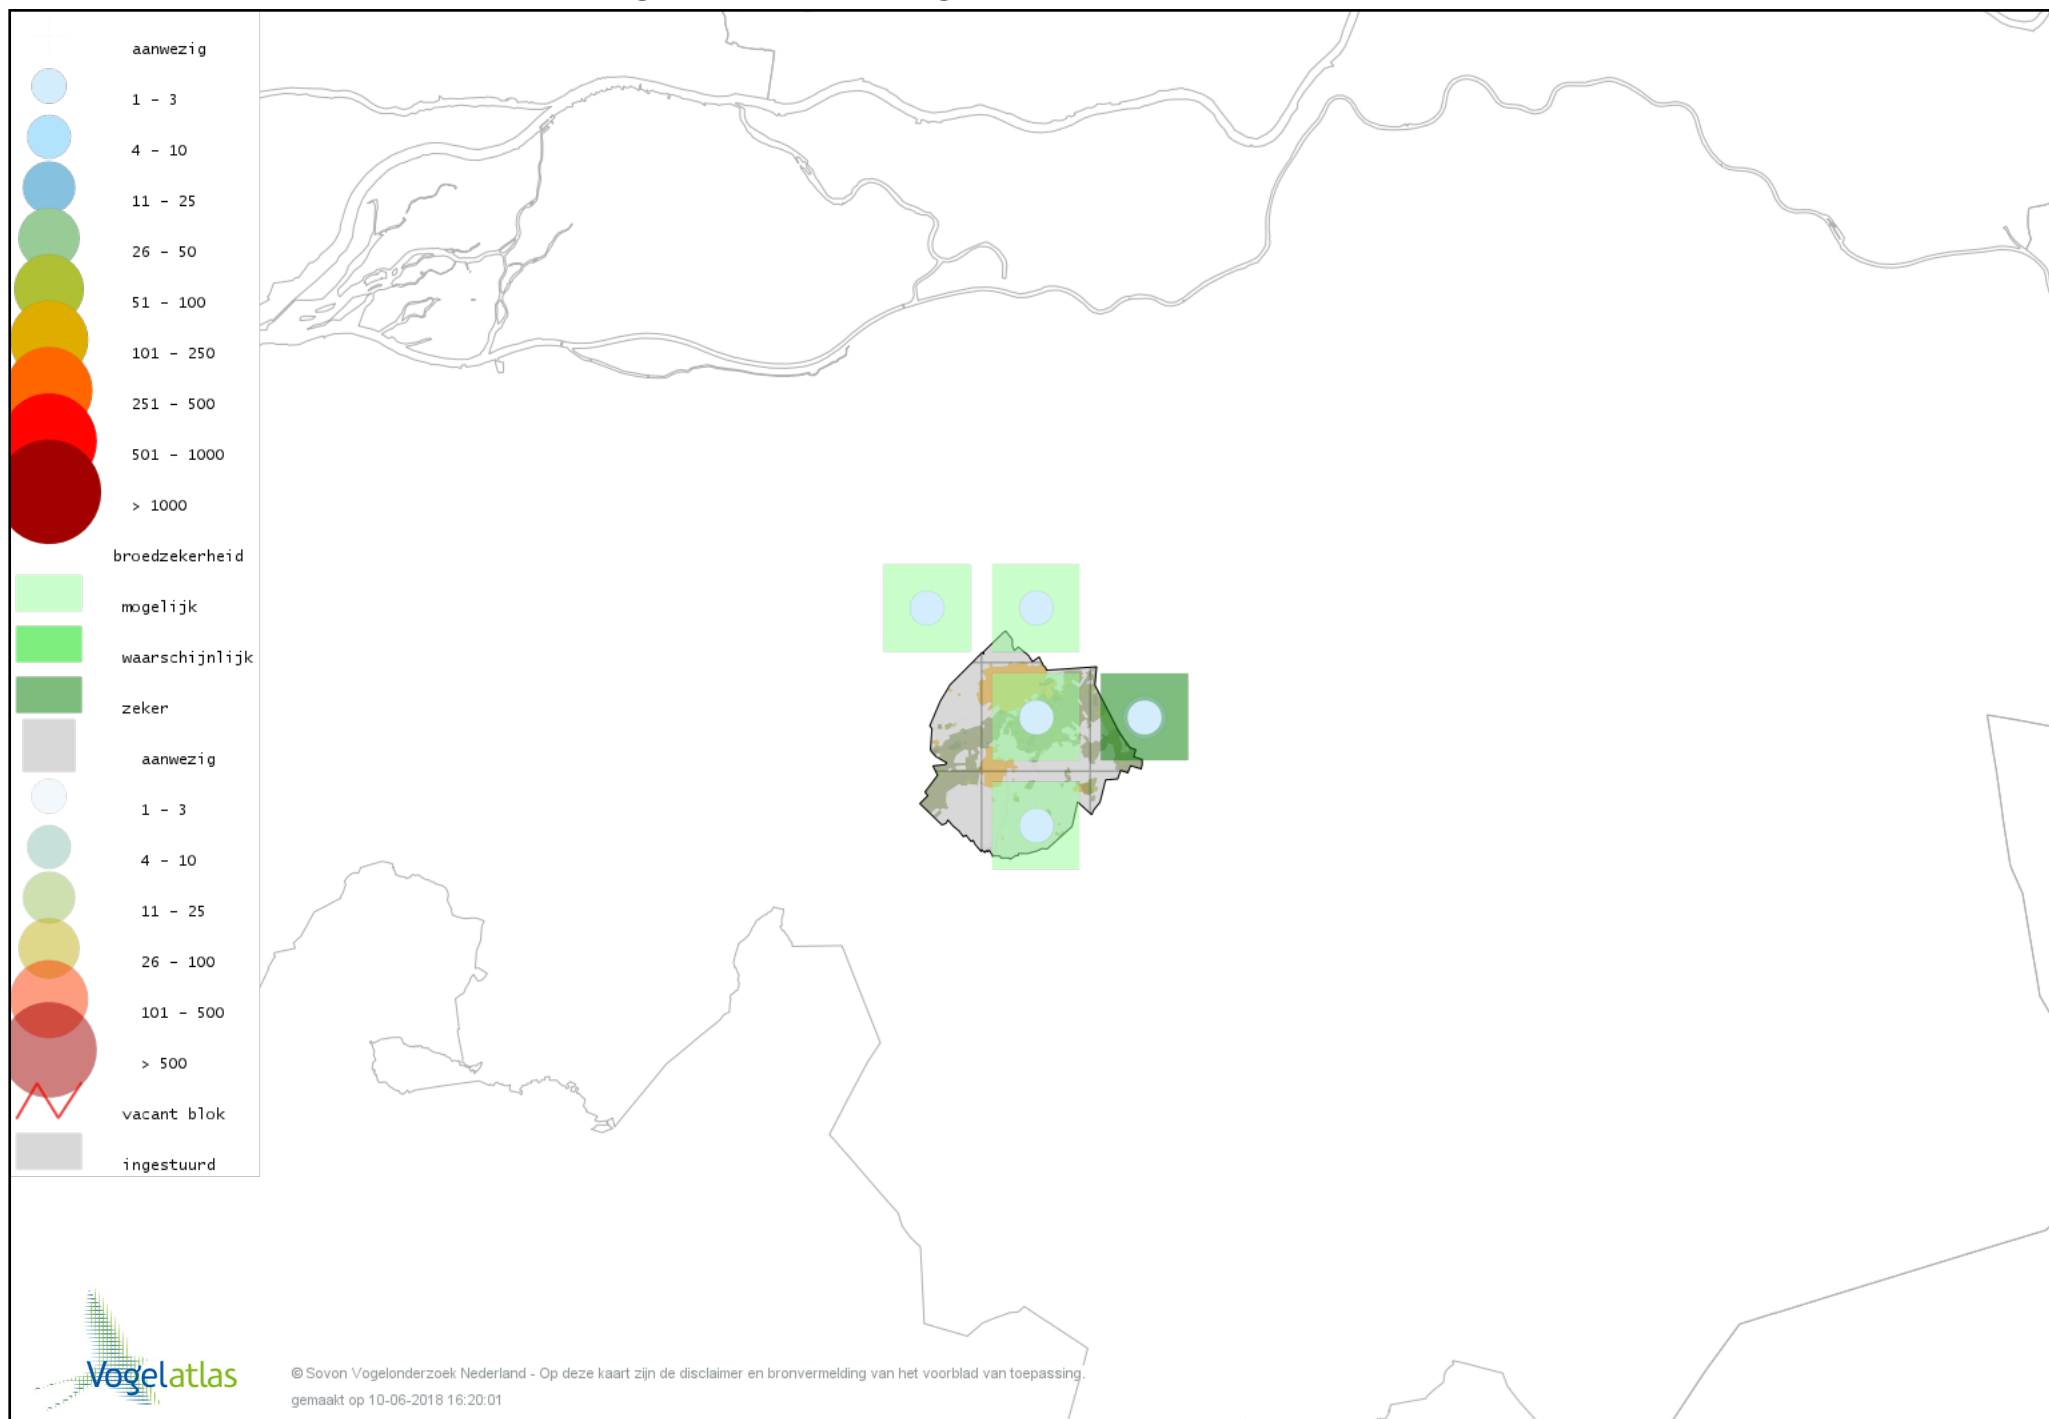 aanwezig
1 - 3
4 - 10
11 - 25
26 - 50
51 - 100
101 - 250
251 - 500
501 - 1000
> 1000
broedzekerheid
mogelijk
waarschijnlijk
zeker
aanwezig
1 - 3
4 - 10
11 - 25
26 - 100
101 - 500
> 500
vacant blok
ingestuurd
Vogelatlas
© Sovon Vogelonderzoek Nederland - Op deze kaart zijn de disclaimer en bronvermelding van het voorblad van toepassing.
gemaakt op 10-06-2018 16:20:01